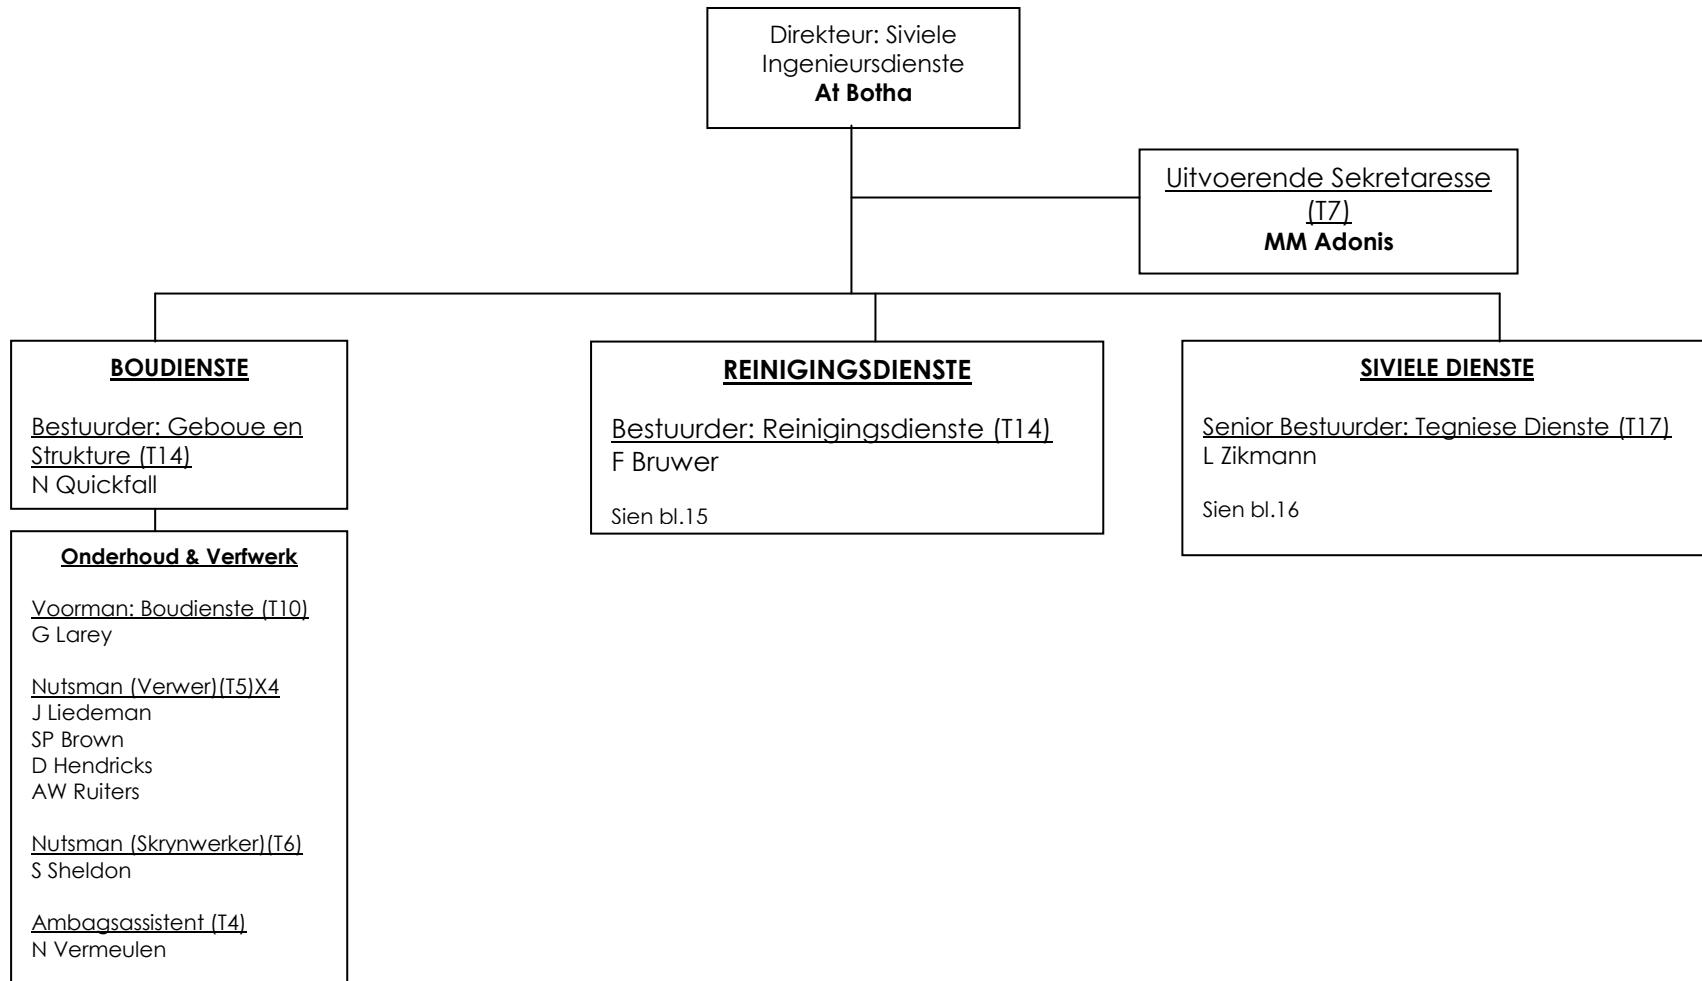 Direkteur: Siviele
Ingenieursdienste
At Botha
Uitvoerende Sekretaresse
(T7)
MM Adonis
BOUDIENSTE
Bestuurder: Geboue en
Strukture (T14)
N Quickfall
Onderhoud & Verfwerk
Voorman: Boudienste (T10)
G Larey
Nutsman (Verwer)(T5)X4
J Liedeman
SP Brown
D Hendricks
AW Ruiters
Nutsman (Skrynwerker)(T6)
S Sheldon
Ambagsassistent (T4)
N Vermeulen
REINIGINGSDIENSTE
Bestuurder: Reinigingsdienste (T14)
F Bruwer
Sien bl.15
SIVIELE DIENSTE
Senior Bestuurder: Tegniese Dienste (T17)
L Zikmann
Sien bl.16